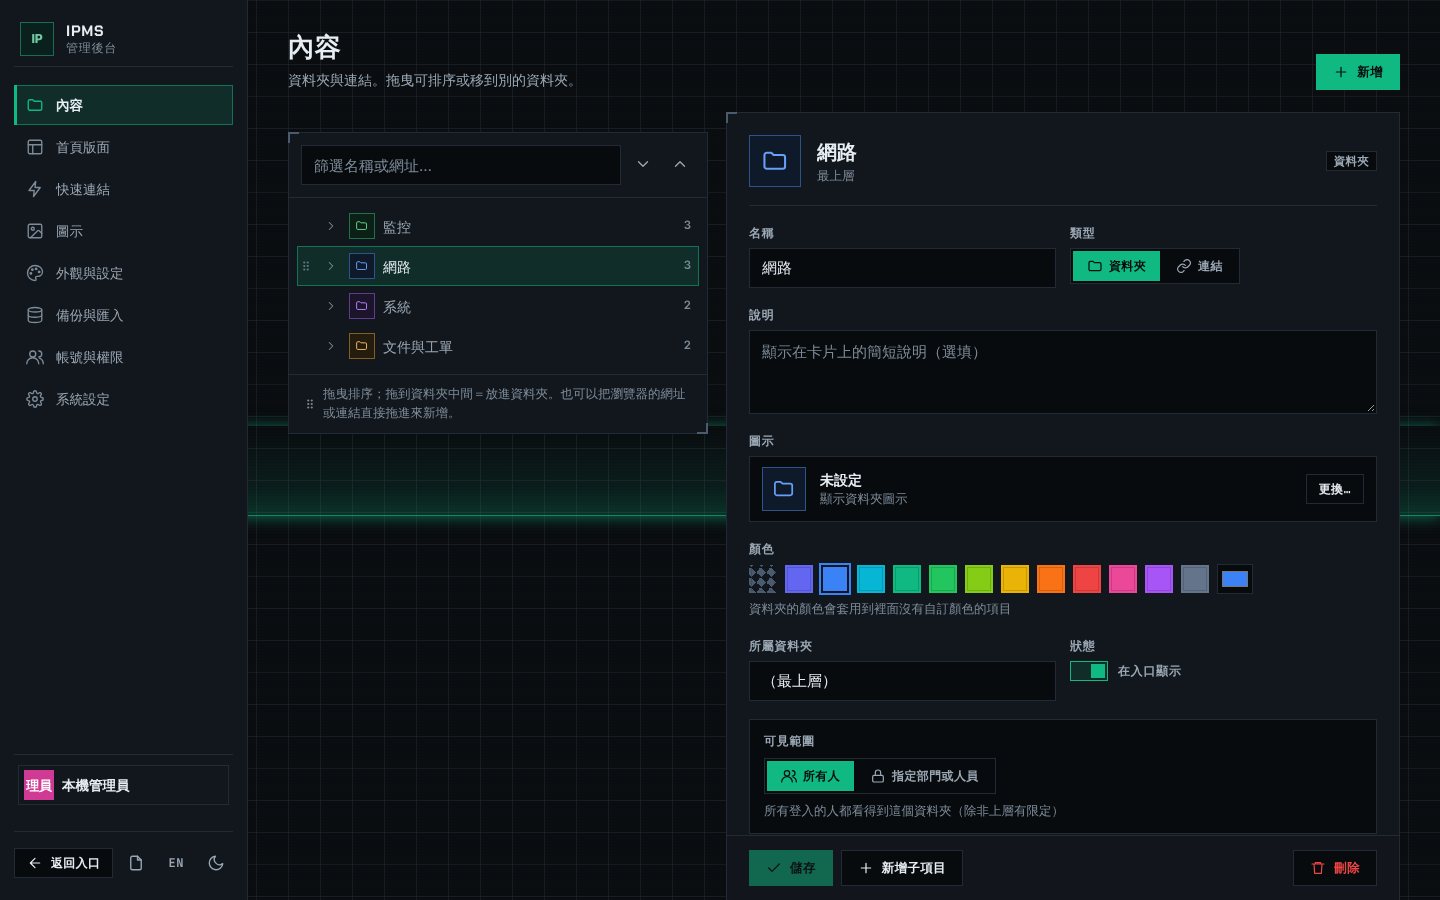 IP
IPMS
管理後台
內容
首頁版面
快速連結
圖示
外觀與設定
備份與匯入
帳號與權限
系統設定
理員
本機管理員
返回入口
EN
內容
資料夾與連結。拖曳可排序或移到別的資料夾。
新增
篩選名稱或網址...
監控
3
網路
3
系統
2
文件與工單
2
拖曳排序；拖到資料夾中間＝放進資料夾。也可以把瀏覽器的網址
或連結直接拖進來新增。
網路
最上層
資料夾
名稱
類型
網路
資料夾
連結
說明
顯示在卡片上的簡短說明（選填）
圖示
未設定
顯示資料夾圖示
更換...
顏色
資料夾的顏色會套用到裡面沒有自訂顏色的項目
所屬資料夾
狀態
（最上層）
在入口顯示
可見範圍
所有人
指定部門或人員
所有登入的人都看得到這個資料夾（除非上層有限定）
儲存
新增子項目
刪除